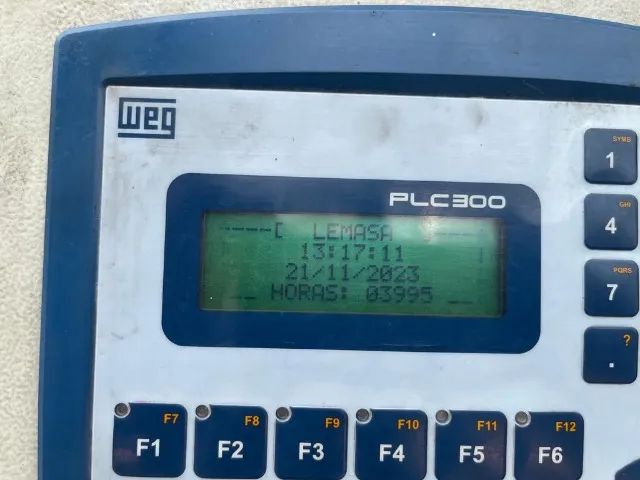 weg
PLC300
[ LEMASA
13:17:11
21/11/2023
HORAS: 03995
SYMB
1
GHI
4
PQRS
7
?
.
F7
F1
F8
F2
F9
F3
F10
F4
F11
F5
F12
F6